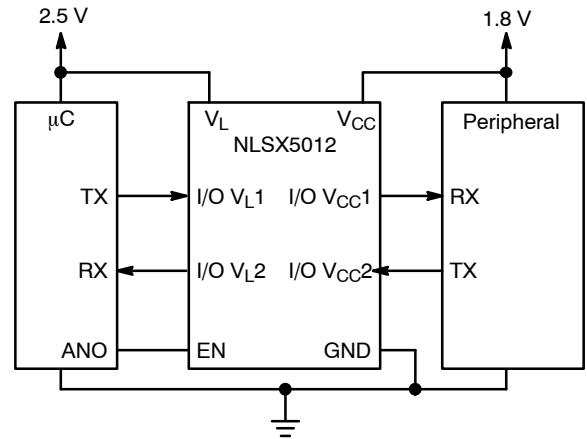 2.5 V 1.8 V
μC VL VCC Peripheral
NLSX5012
TX I/O VL1 I/O VCC1 RX
RX I/O VL2 I/O VCC2 TX
ANO EN GND